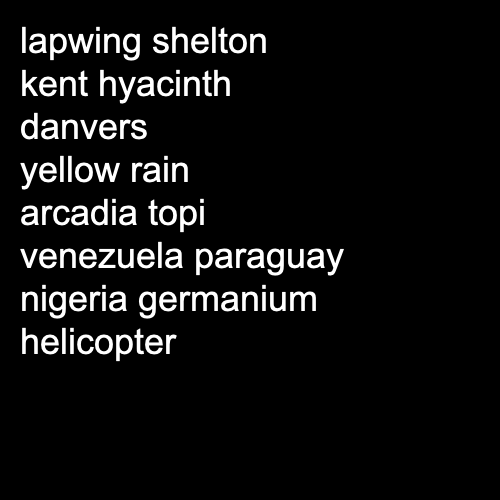 lapwing shelton
kent hyacinth
danvers
yellow rain
arcadia topi
venezuela paraguay
nigeria germanium
helicopter